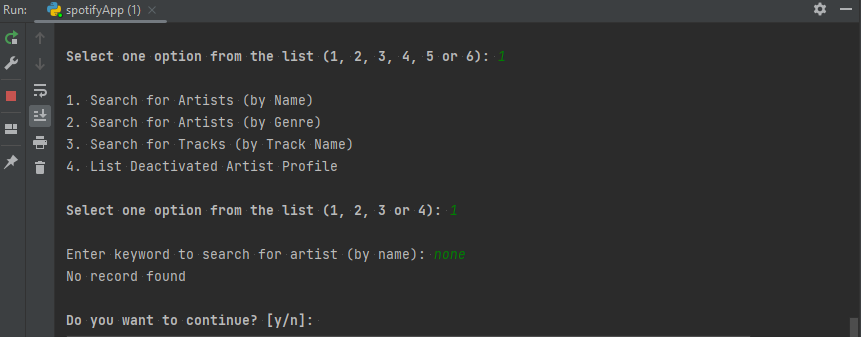 Run: spotifyApp (1)
Select one option from the list (1, 2, 3, 4, 5 or 6): 1
1. Search for Artists (by Name)
2. Search for Artists (by Genre)
3. Search for Tracks (by Track Name)
4. List Deactivated Artist Profile
Select one option from the list (1, 2, 3 or 4): 1
Enter keyword to search for artist (by name): none
No record found
Do you want to continue? [y/n]: